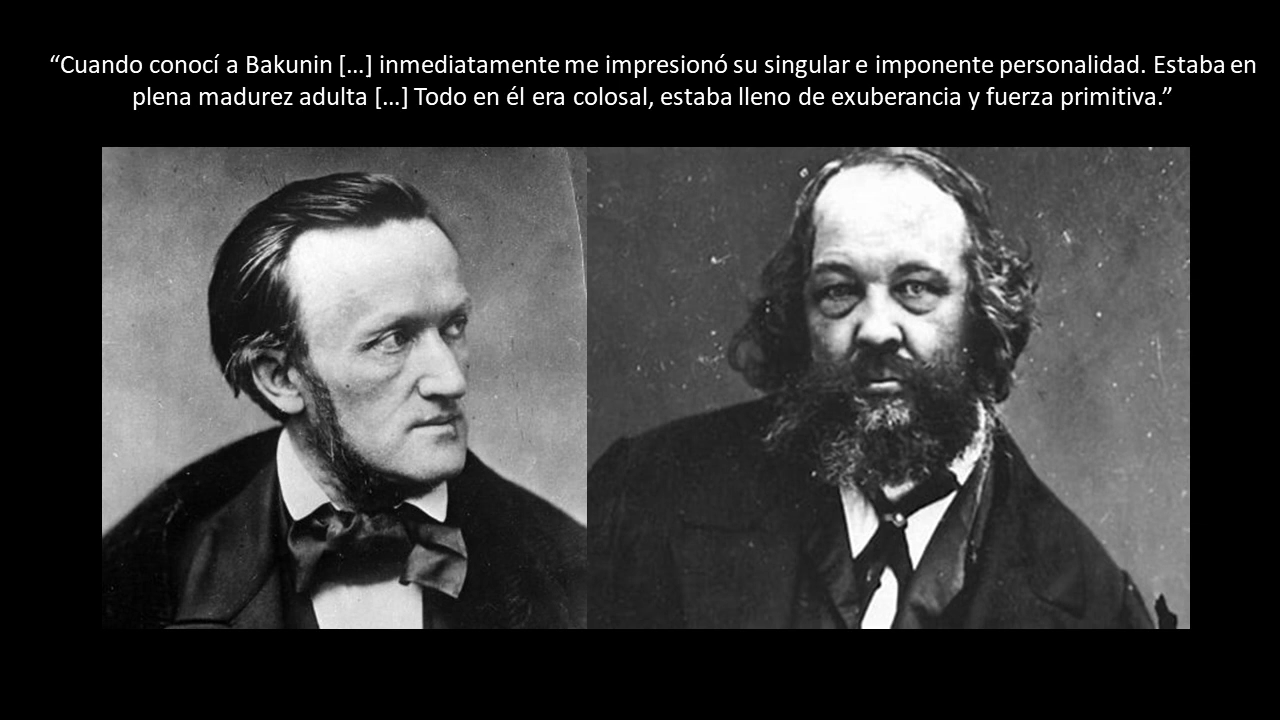 “Cuando conocí a Bakunin […] inmediatamente me impresionó su singular e imponente personalidad. Estaba en
plena madurez adulta […] Todo en él era colosal, estaba lleno de exuberancia y fuerza primitiva.”